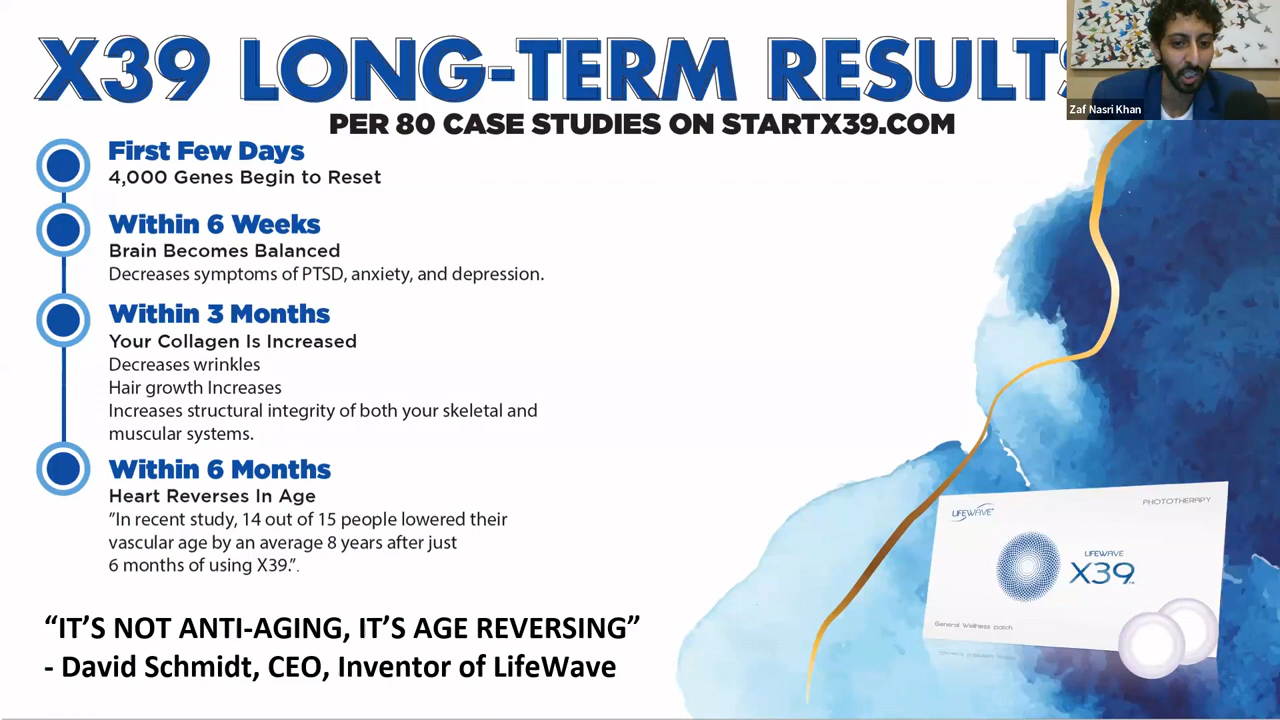 X39 LONG-TERM RESULTS
Zaf Nasri Khan
PER 80 CASE STUDIES ON STARTX39.COM
First Few Days
4,000 Genes Begin to Reset
Within 6 Weeks
Brain Becomes Balanced
Decreases symptoms of PTSD, anxiety, and depression.
Within 3 Months
Your Collagen Is Increased
Decreases wrinkles
Hair growth Increases
Increases structural integrity of both your skeletal and
muscular systems.
Within 6 Months
Heart Reverses In Age
"In recent study, 14 out of 15 people lowered their
vascular age by an average 8 years after just
6 months of using X39.".
“IT’S NOT ANTI-AGING, IT’S AGE REVERSING”
- David Schmidt, CEO, Inventor of LifeWave
LIFEWAVE
PHOTOTHERAPY
LIFEWAVE
X39
General Wellness patch